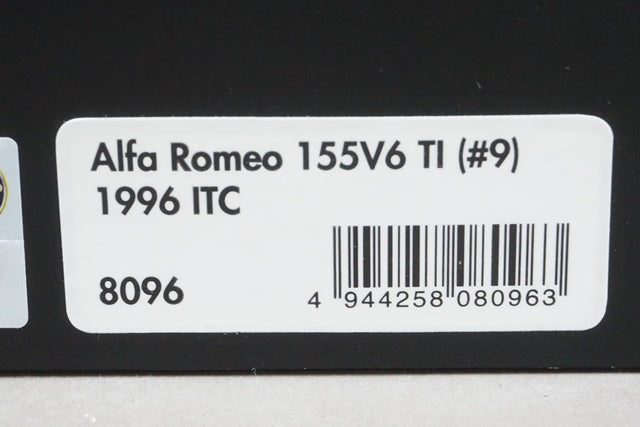 Alfa Romeo 155V6 TI (#9)
1996 ITC
8096
4 944258 080963